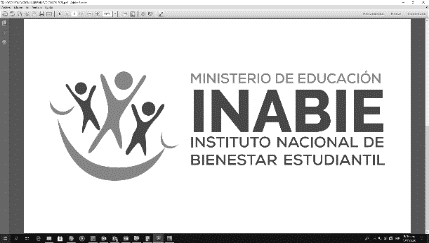 MINISTERIO DE EDUCACIÓN
INABIE
INSTITUTO NACIONAL DE
BIENESTAR ESTUDIANTIL